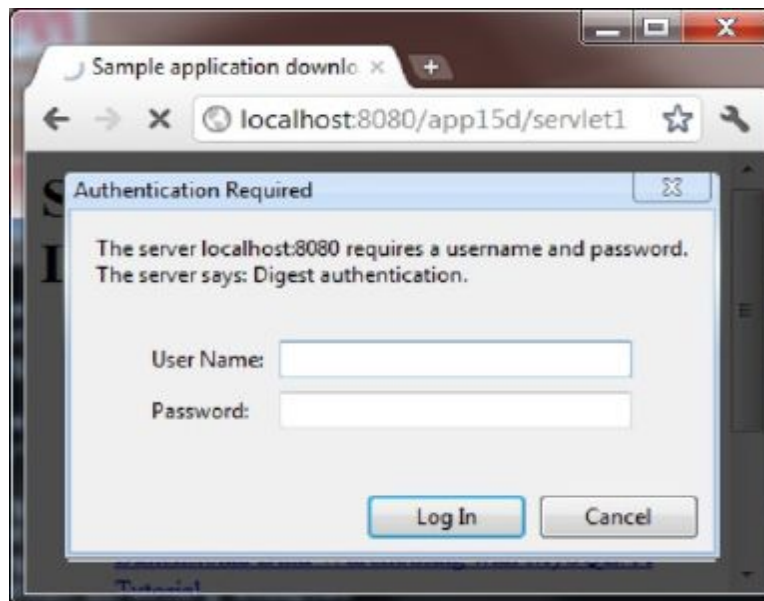 Sample application downlo
localhost:8080/app15d/servlet1
Authentication Required
The server localhost:8080 requires a username and password.
The server says: Digest authentication.
User Name:
Password:
Log In
Cancel
Tutorial